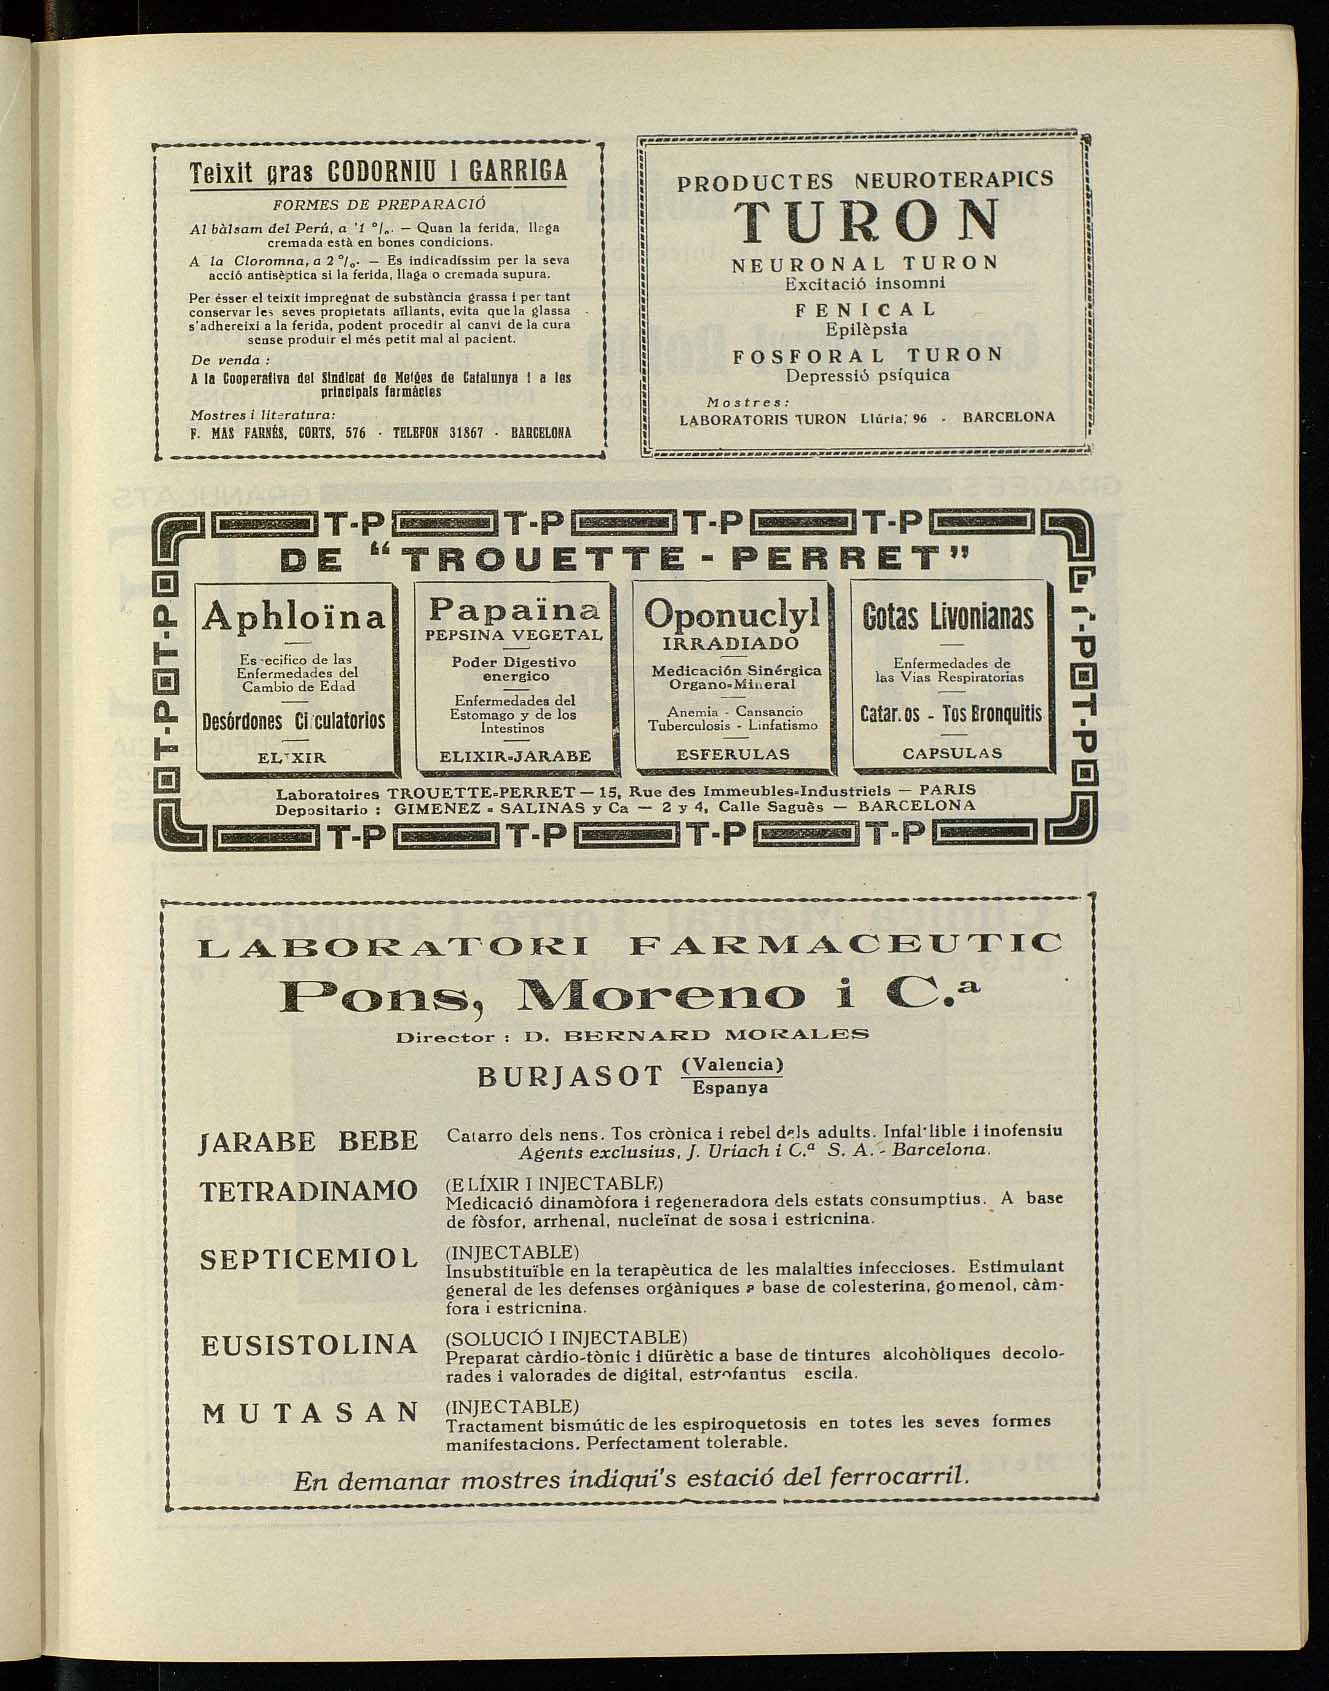 Teixit gras CODORNIU I GARRIGA
FORMES DE PREPARACIÓ
Al bàlsam del Perú, a '1 %. — Quan la ferida, llaga
cremada està en bones condicions.
A la Cloromna, a 2 %. — Es indicadíssim per la seva
acció antisèptica si la ferida, llaga o cremada supura.
Per ésser el teixit impregnat de substància grassa i per tant
conservar les seves propietats aïllants, evita que la glassa
s'adhereixi a la ferida, podent procedir al canvi de la cura
sense produir el més petit mal al pacient.
De venda :
A la Cooperativa del Sindicat de Metges de Catalunya i a les
principals farmàcies
Mostres i literatura:
F. MAS FARNÉS, CORTS, 576 - TELEFON 31867 - BARCELONA
PRODUCTES NEUROTERAPICS
TURON
NEURONAL TURON
Excitació insomni
FENICAL
Epilèpsia
FOSFORAL TURON
Depressió psíquica
Mostres:
LABORATORIS TURON Llúria, 96 - BARCELONA
T-P T-P T-P T-P
DE “TROUETTE-PERRET”
Aphloïna
Especifico de las
Enfermedades del
Cambio de Edad
Desórdones Circulatorios
ELIXIR
Papaïna
PEPSINA VEGETAL
Poder Digestivo
energico
Enfermedades del
Estomago y de los
Intestinos
ELIXIR=JARABE
Oponuclyl
IRRADIADO
Medicación Sinérgica
Organo=Mineral
Anemia - Cansancio
Tuberculosis - Linfatismo
ESFERULAS
Gotas Livonianas
Enfermedades de
las Vias Respiratorias
Catarros - Tos Bronquitis
CAPSULAS
Laboratoires TROUETTE=PERRET — 15, Rue des Immeubles=Industriels — PARIS
Depositario : GIMENEZ = SALINAS y Ca — 2 y 4, Calle Saguès — BARCELONA
T-P T-P T-P T-P
LABORATORI FARMACEUTIC
Pons, Moreno i C.ª
Director : D. BERNARD MORALES
BURJASOT (Valencia)
Espanya
JARABE BEBE Catarro dels nens. Tos crònica i rebel dels adults. Infal·lible i inofensiu
Agents exclusius, J. Uriach i C.ª S. A. - Barcelona.
TETRADINAMO (ELÍXIR I INJECTABLE)
Medicació dinamòfora i regeneradora dels estats consumptius. A base
de fòsfor, arrhenal, nucleïnat de sosa i estricnina.
SEPTICEMIOL (INJECTABLE)
Insubstituïble en la terapèutica de les malalties infeccioses. Estimulant
general de les defenses orgàniques a base de colesterina, gomenol, càm-
fora i estricnina.
EUSISTOLINA (SOLUCIÓ I INJECTABLE)
Preparat càrdio-tònic i diürètic a base de tintures alcohòliques decolo-
rades i valorades de digital, estrofantus escila.
MUTASAN (INJECTABLE)
Tractament bismútic de les espiroquetosis en totes les seves formes
manifestacions. Perfectament tolerable.
En demanar mostres indiqui's estació del ferrocarril.